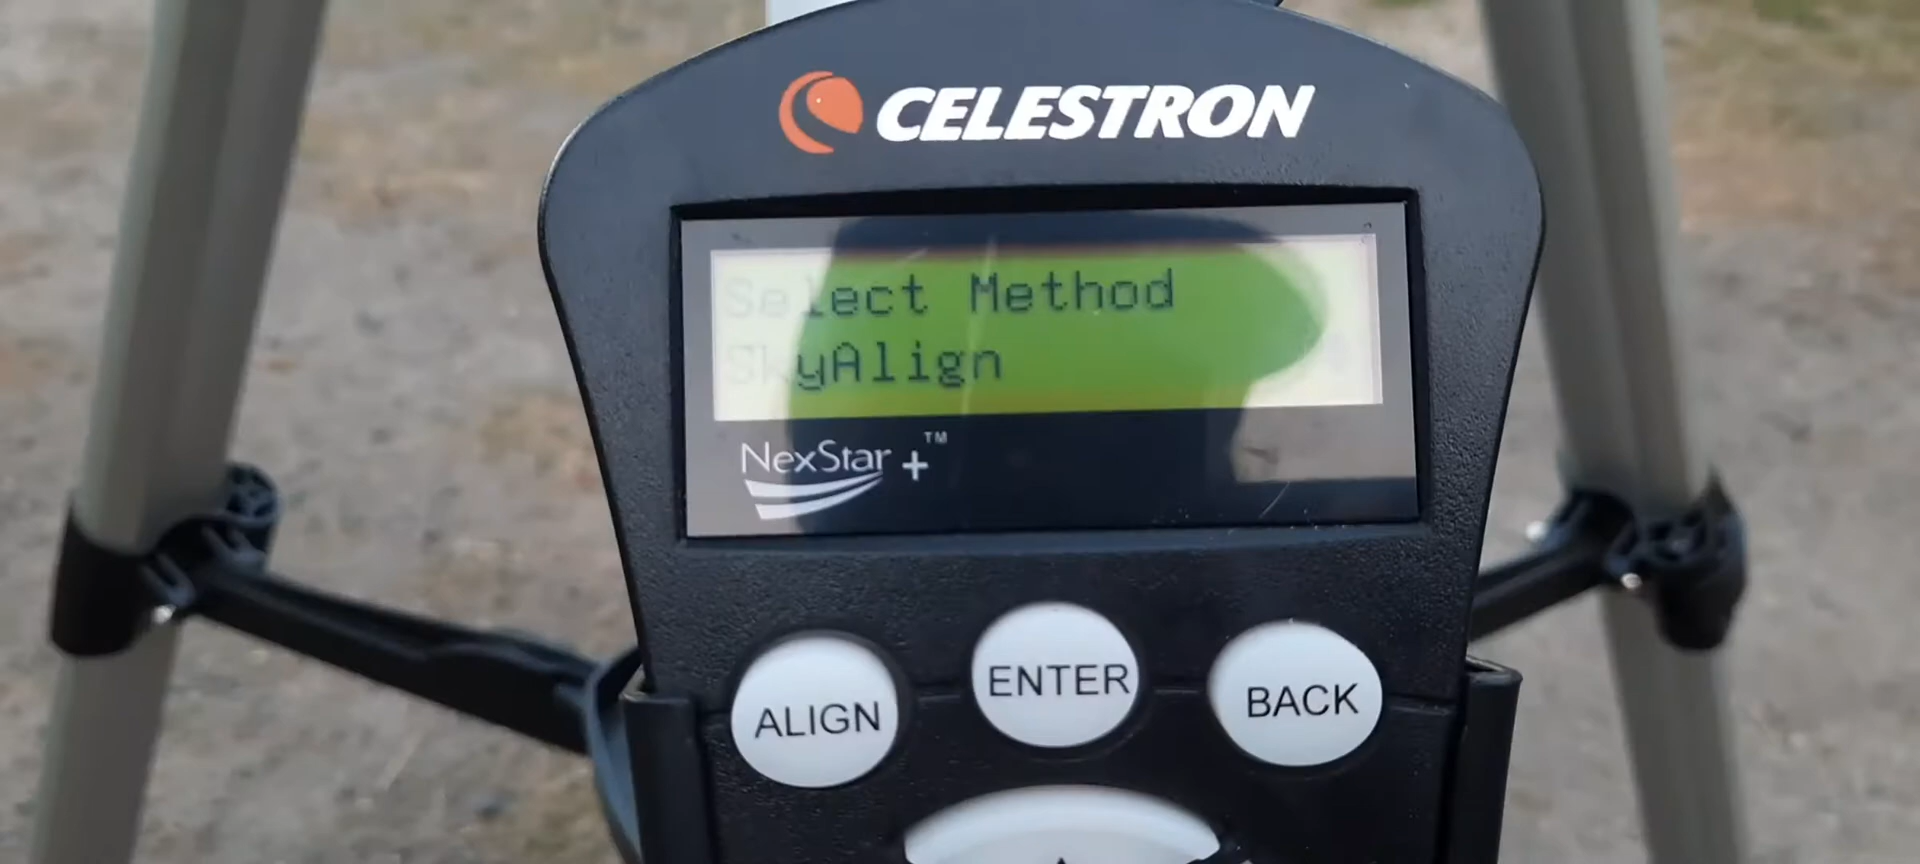 CELESTRON
Select Method
SkyAlign
NexStar +™
ALIGN
ENTER
BACK